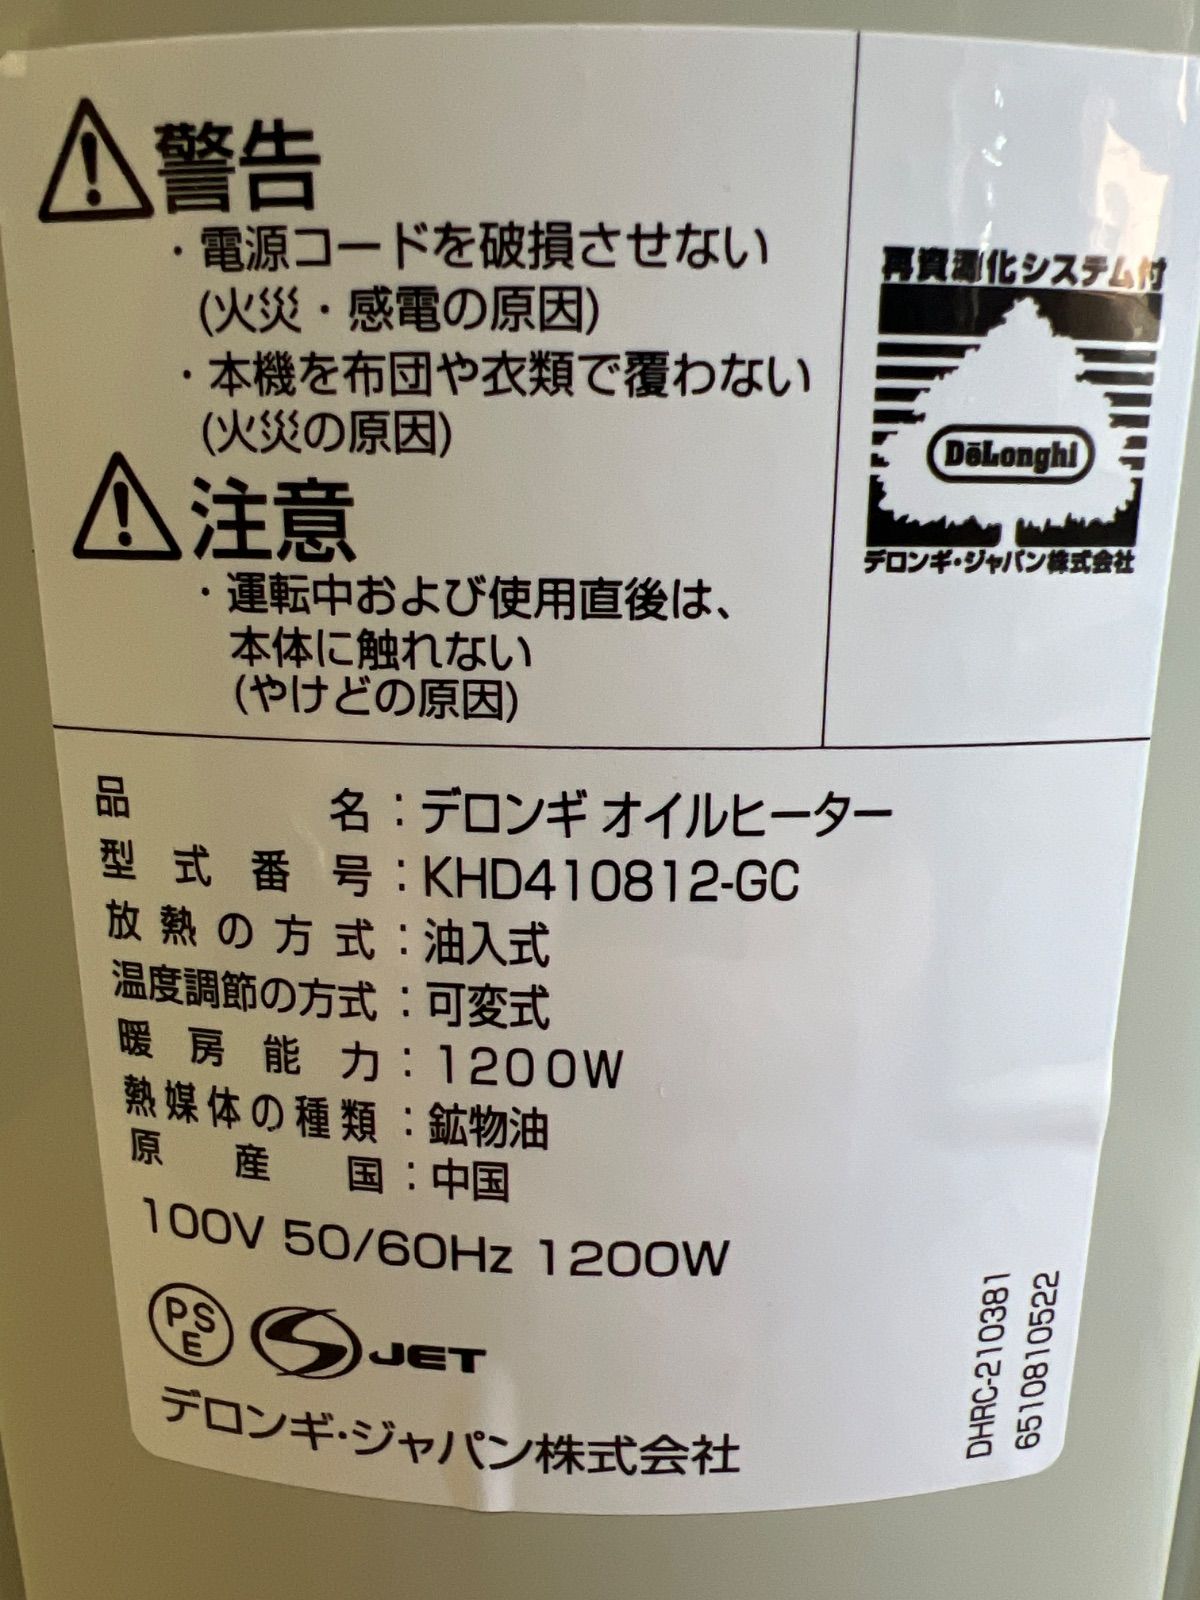 警告
・電源コードを破損させない
(火災・感電の原因)
・本機を布団や衣類で覆わない
(火災の原因)
注意
・運転中および使用直後は、
本体に触れない
(やけどの原因)
再資源化システム付
DēLonghi
デロンギ・ジャパン株式会社
品名：デロンギ オイルヒーター
型式番号：KHD410812-GC
放熱の方式：油入式
温度調節の方式：可変式
暖房能力：1200W
熱媒体の種類：鉱物油
原産国：中国
100V 50/60Hz 1200W
PSE
JET
デロンギ・ジャパン株式会社
DHRC-210381
6510810522